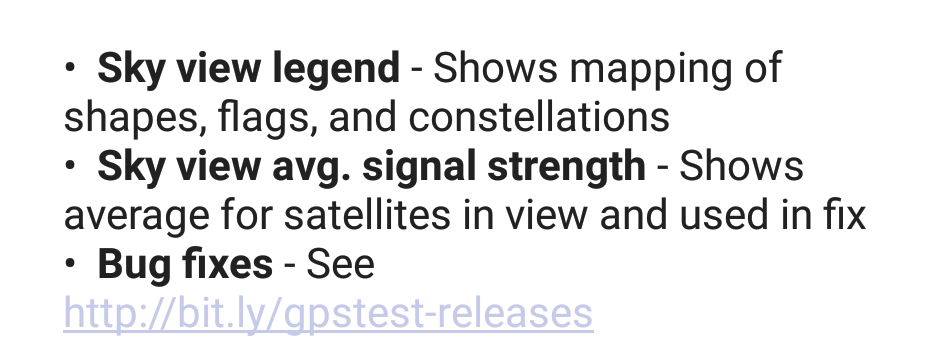 • Sky view legend - Shows mapping of
shapes, flags, and constellations
• Sky view avg. signal strength - Shows
average for satellites in view and used in fix
• Bug fixes - See
http://bit.ly/gpstest-releases